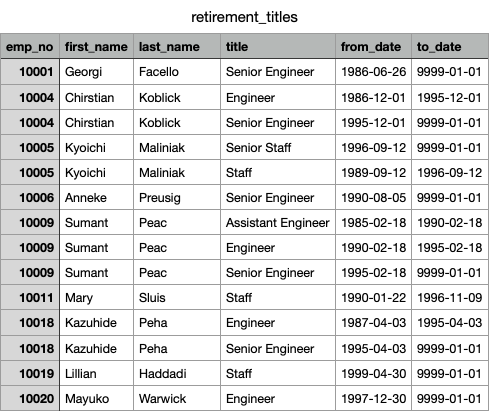 retirement_titles
emp_no first_name last_name title from_date to_date
10001 Georgi Facello Senior Engineer 1986-06-26 9999-01-01
10004 Chirstian Koblick Engineer 1986-12-01 1995-12-01
10004 Chirstian Koblick Senior Engineer 1995-12-01 9999-01-01
10005 Kyoichi Maliniak Senior Staff 1996-09-12 9999-01-01
10005 Kyoichi Maliniak Staff 1989-09-12 1996-09-12
10006 Anneke Preusig Senior Engineer 1990-08-05 9999-01-01
10009 Sumant Peac Assistant Engineer 1985-02-18 1990-02-18
10009 Sumant Peac Engineer 1990-02-18 1995-02-18
10009 Sumant Peac Senior Engineer 1995-02-18 9999-01-01
10011 Mary Sluis Staff 1990-01-22 1996-11-09
10018 Kazuhide Peha Engineer 1987-04-03 1995-04-03
10018 Kazuhide Peha Senior Engineer 1995-04-03 9999-01-01
10019 Lillian Haddadi Staff 1999-04-30 9999-01-01
10020 Mayuko Warwick Engineer 1997-12-30 9999-01-01